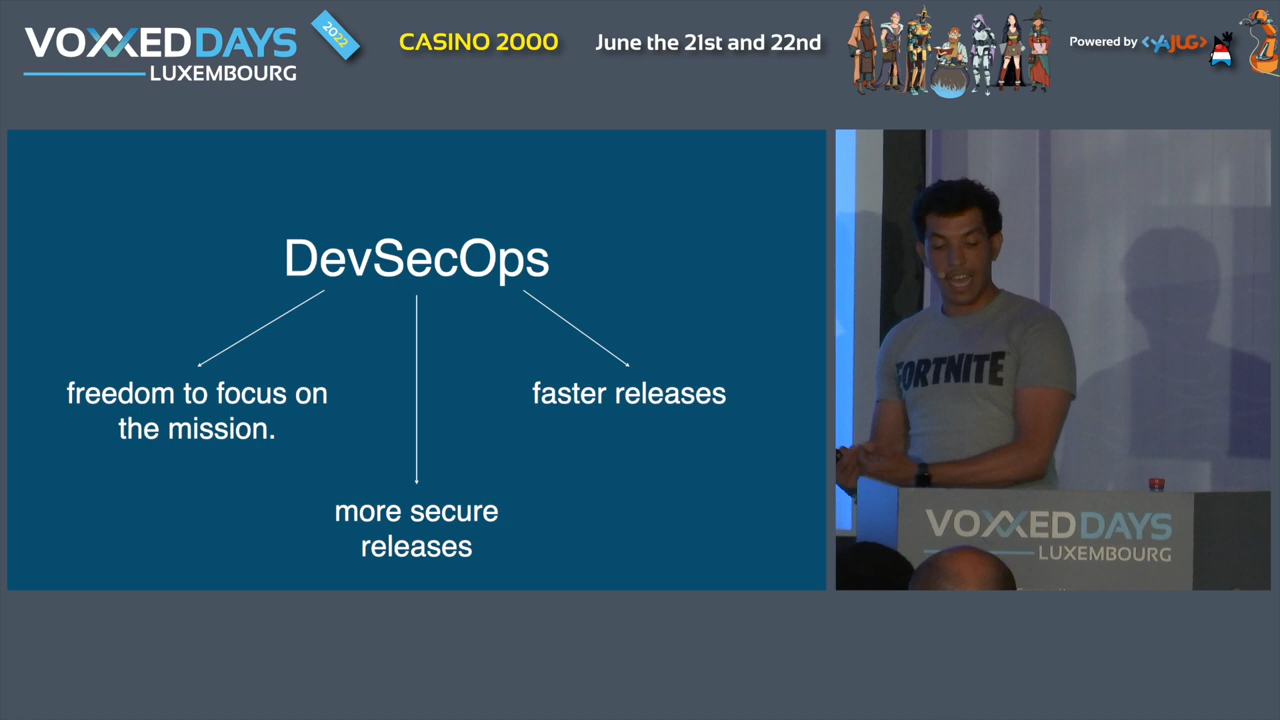 VOXXED DAYS
LUXEMBOURG
2022
CASINO 2000
June the 21st and 22nd
Powered by <YAJUG>
DevSecOps
freedom to focus on
the mission.
faster releases
more secure
releases
FORTNITE
VOXXED DAYS
LUXEMBOURG